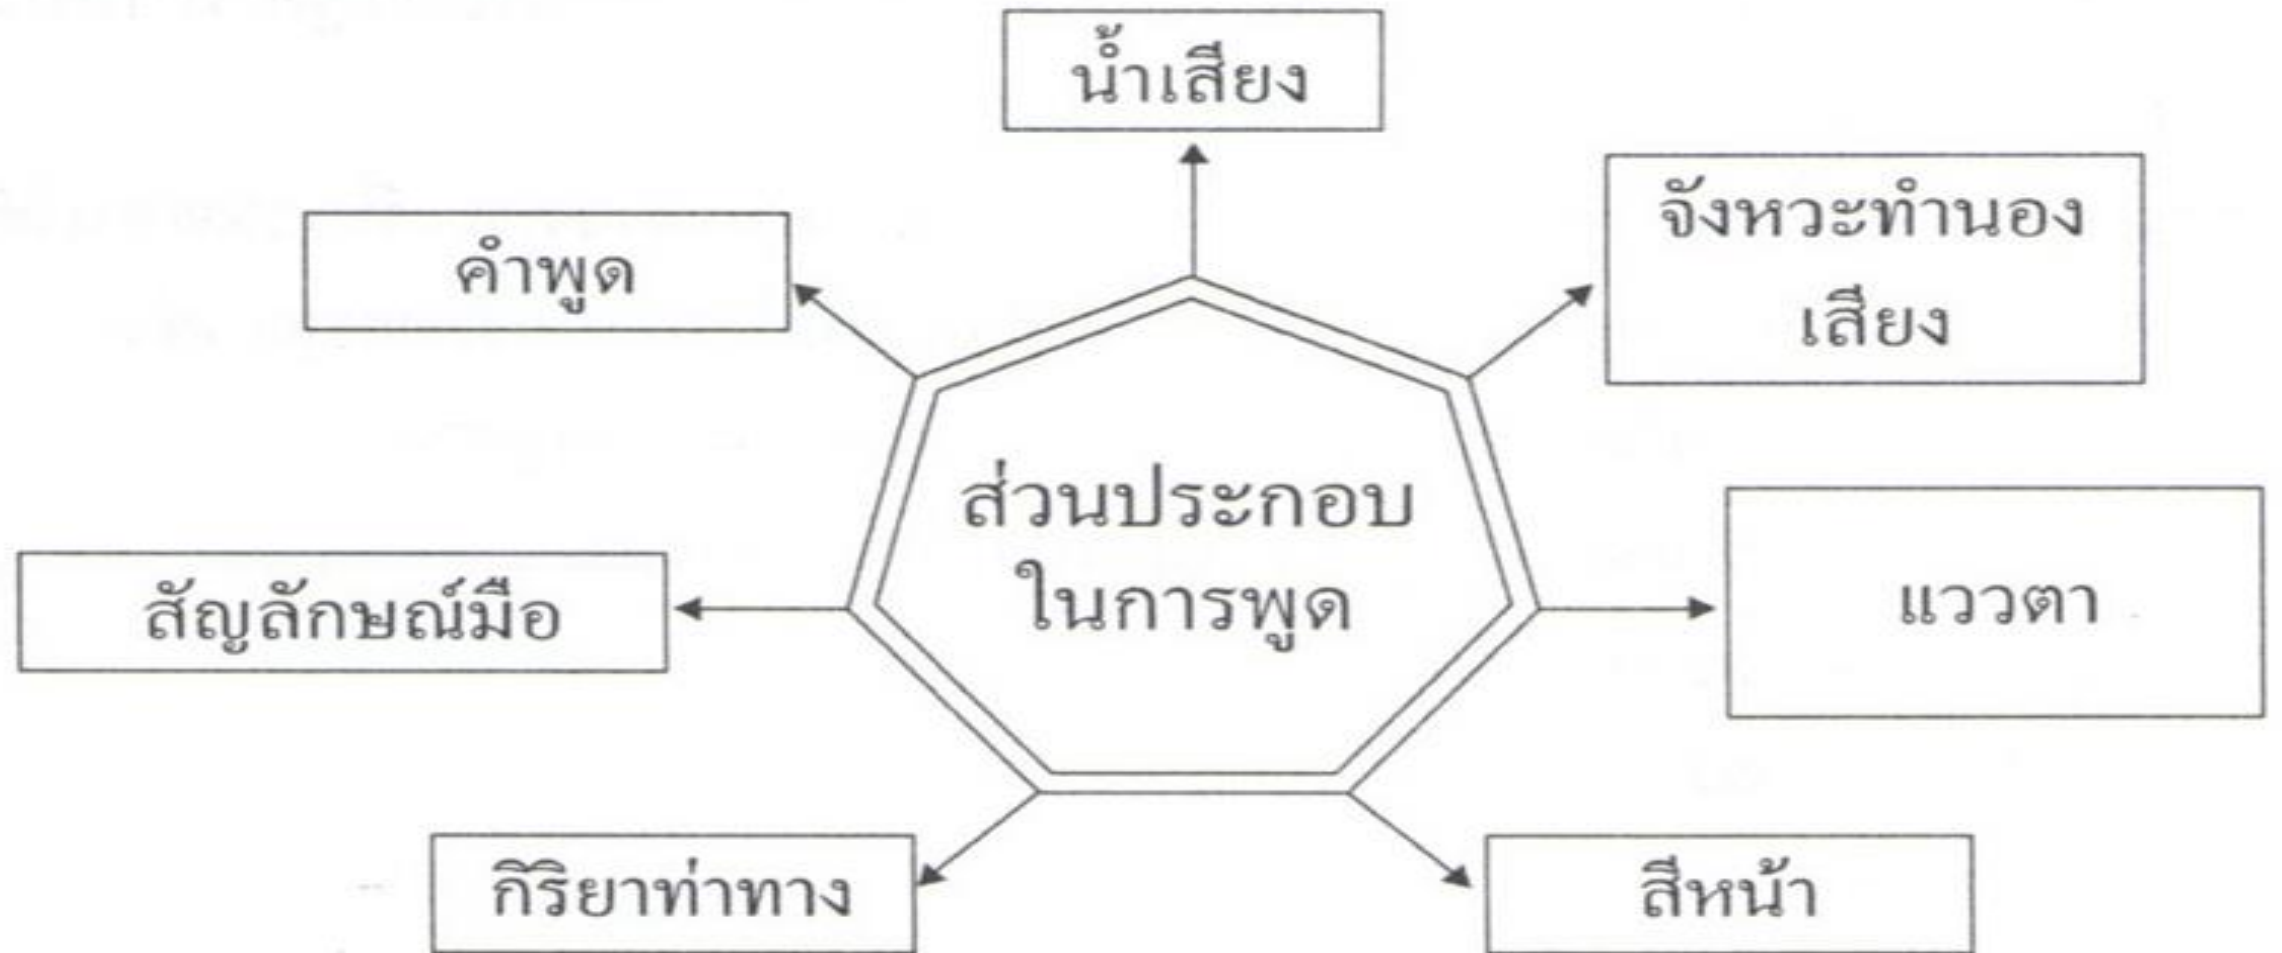 น้ำเสียง
จังหวะทำนอง
เสียง
คำพูด
ส่วนประกอบ
ในการพูด
แววตา
สัญลักษณ์มือ
กิริยาท่าทาง
สีหน้า